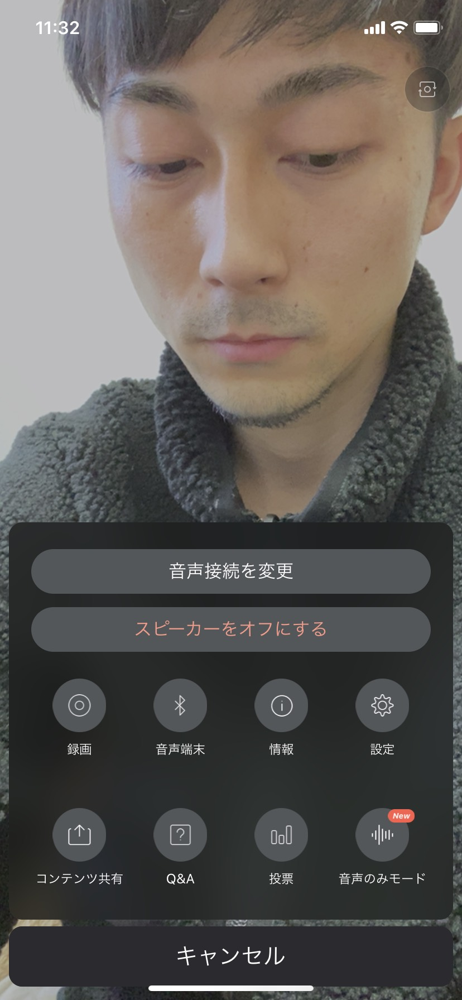 11:32
音声接続を変更
スピーカーをオフにする
録画
音声端末
情報
設定
New
コンテンツ共有
Q&A
投票
音声のみモード
キャンセル